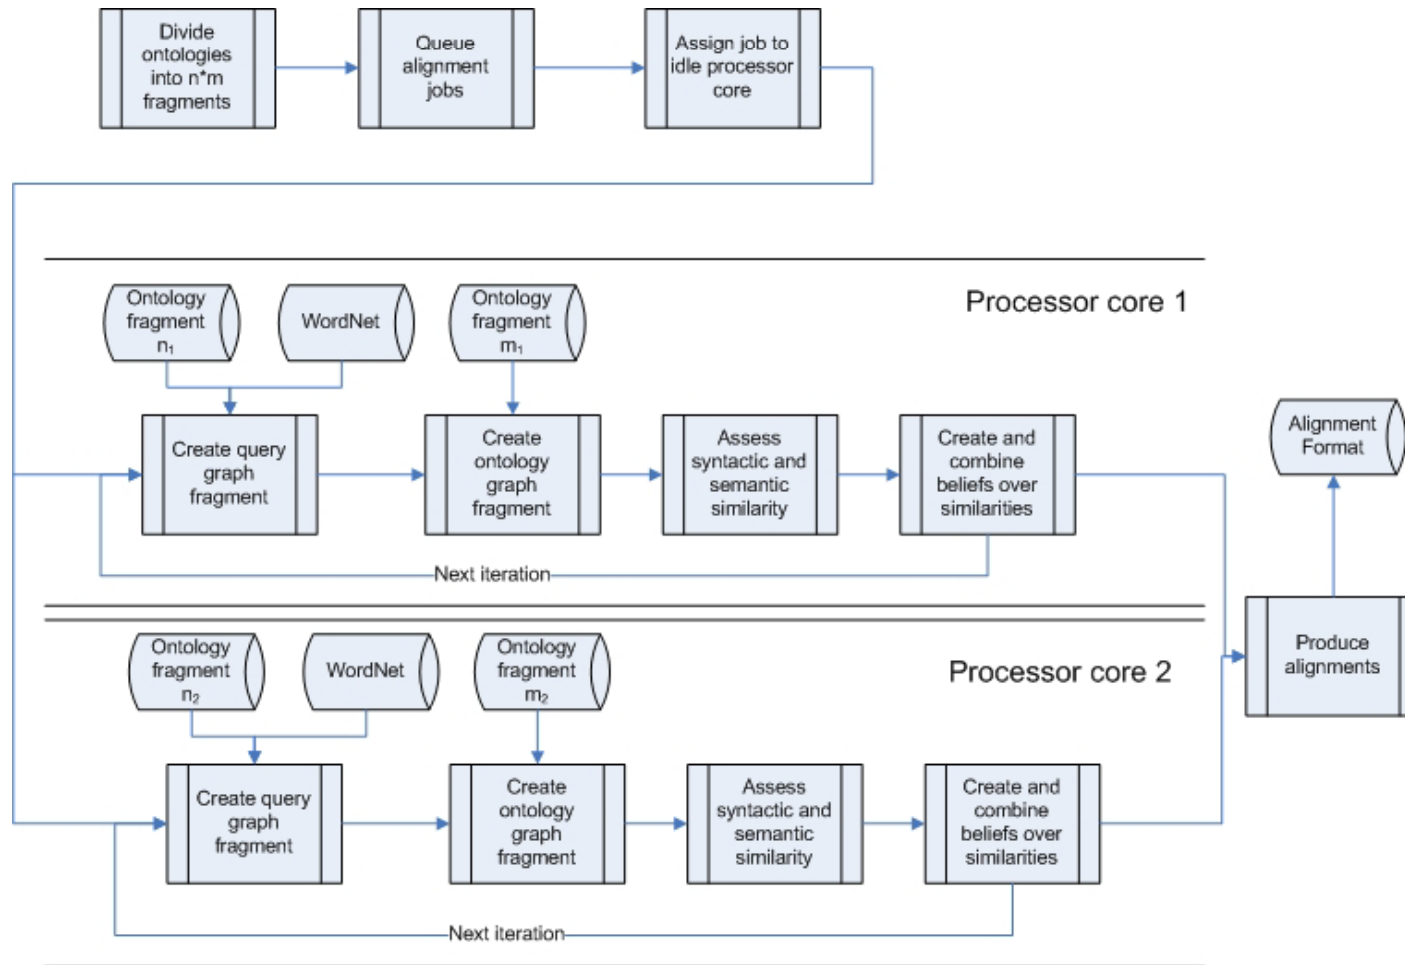 Divide
ontologies
into n*m
fragments
Queue
alignment
jobs
Assign job to
idle processor
core
Processor core 1
Ontology
fragment
n₁
WordNet
Ontology
fragment
m₁
Create query
graph
fragment
Create
ontology
graph
fragment
Assess
syntactic and
semantic
similarity
Create and
combine
beliefs over
similarities
Next iteration
Alignment
Format
Produce
alignments
Processor core 2
Ontology
fragment
n₂
WordNet
Ontology
fragment
m₂
Create query
graph
fragment
Create
ontology
graph
fragment
Assess
syntactic and
semantic
similarity
Create and
combine
beliefs over
similarities
Next iteration